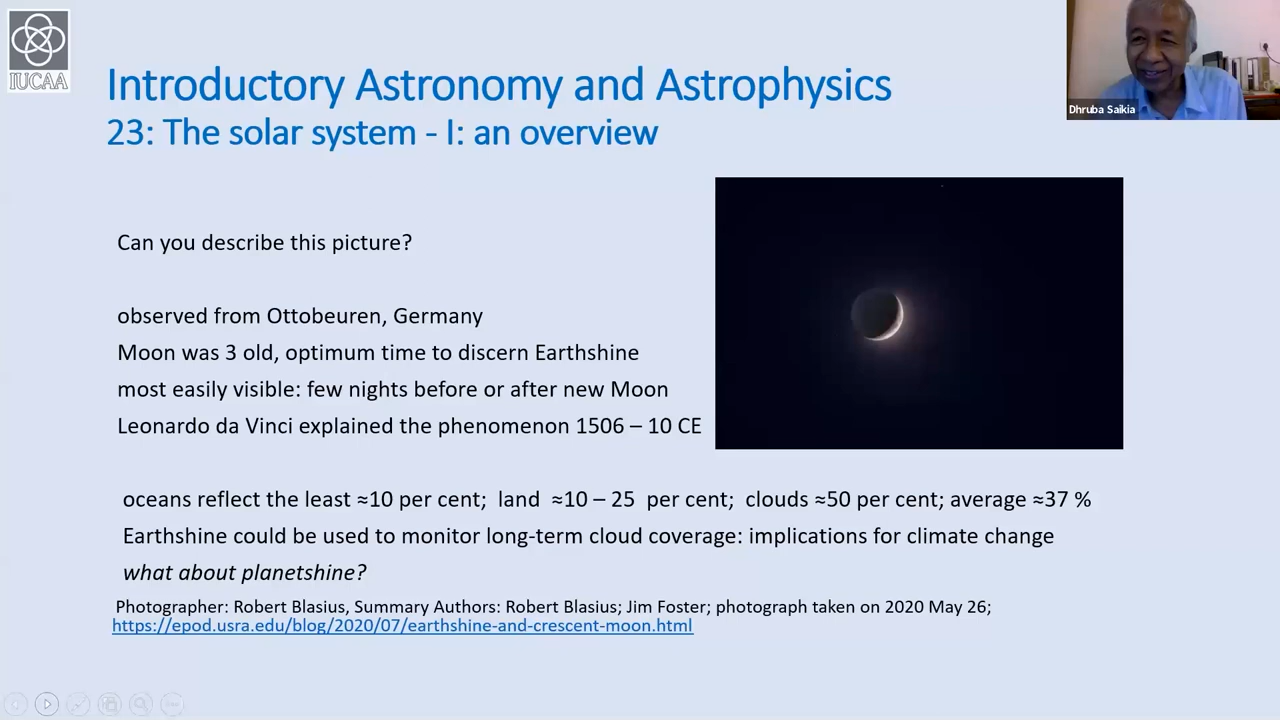 IUCAA
Introductory Astronomy and Astrophysics
23: The solar system - I: an overview
Dhruba Saikia
Can you describe this picture?
observed from Ottobeuren, Germany
Moon was 3 old, optimum time to discern Earthshine
most easily visible: few nights before or after new Moon
Leonardo da Vinci explained the phenomenon 1506 – 10 CE
oceans reflect the least ≈10 per cent; land ≈10 – 25 per cent; clouds ≈50 per cent; average ≈37 %
Earthshine could be used to monitor long-term cloud coverage: implications for climate change
what about planetshine?
Photographer: Robert Blasius, Summary Authors: Robert Blasius; Jim Foster; photograph taken on 2020 May 26;
https://epod.usra.edu/blog/2020/07/earthshine-and-crescent-moon.html